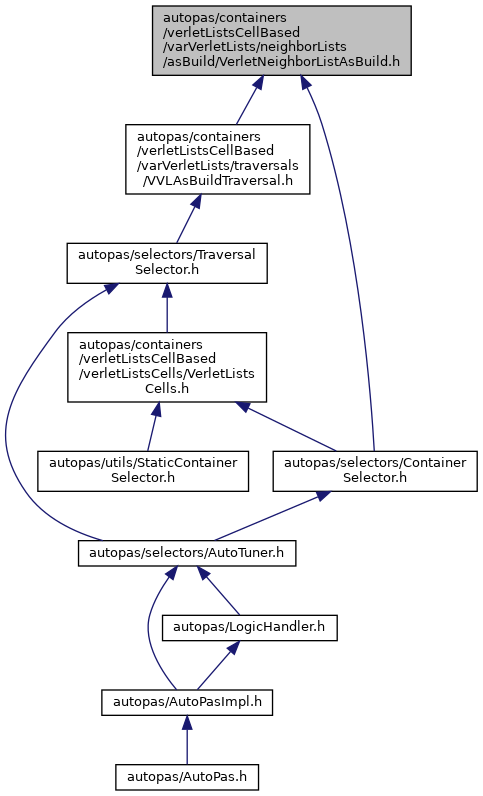 autopas/containers
/verletListsCellBased
/varVerletLists/neighborLists
/asBuild/VerletNeighborListAsBuild.h
autopas/containers
/verletListsCellBased
/varVerletLists/traversals
/VVLAsBuildTraversal.h
autopas/selectors/Traversal
Selector.h
autopas/containers
/verletListsCellBased
/verletListsCells/VerletLists
Cells.h
autopas/utils/StaticContainer
Selector.h
autopas/selectors/Container
Selector.h
autopas/selectors/AutoTuner.h
autopas/LogicHandler.h
autopas/AutoPasImpl.h
autopas/AutoPas.h